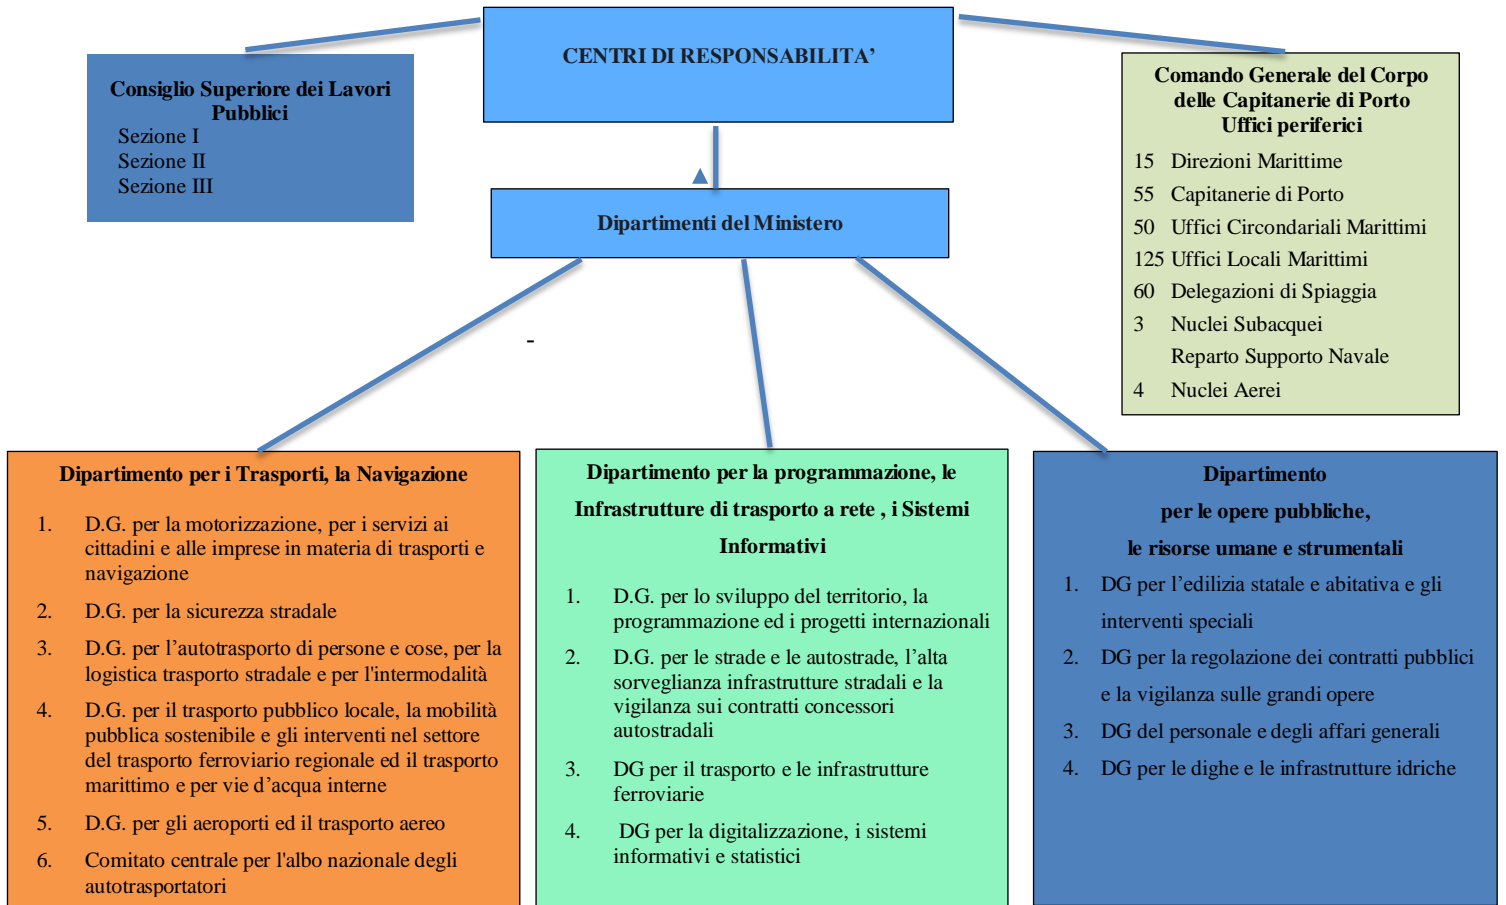 CENTRI DI RESPONSABILITA’
Consiglio Superiore dei Lavori
Pubblici
Sezione I
Sezione II
Sezione III
Comando Generale del Corpo
delle Capitanerie di Porto
Uffici periferici
15 Direzioni Marittime
55 Capitanerie di Porto
50 Uffici Circondariali Marittimi
125 Uffici Locali Marittimi
60 Delegazioni di Spiaggia
3 Nuclei Subacquei
Reparto Supporto Navale
4 Nuclei Aerei
Dipartimenti del Ministero
-
Dipartimento per i Trasporti, la Navigazione
1. D.G. per la motorizzazione, per i servizi ai
cittadini e alle imprese in materia di trasporti e
navigazione
2. D.G. per la sicurezza stradale
3. D.G. per l’autotrasporto di persone e cose, per la
logistica trasporto stradale e per l'intermodalità
4. D.G. per il trasporto pubblico locale, la mobilità
pubblica sostenibile e gli interventi nel settore
del trasporto ferroviario regionale ed il trasporto
marittimo e per vie d’acqua interne
5. D.G. per gli aeroporti ed il trasporto aereo
6. Comitato centrale per l'albo nazionale degli
autotrasportatori
Dipartimento per la programmazione, le
Infrastrutture di trasporto a rete , i Sistemi
Informativi
1. D.G. per lo sviluppo del territorio, la
programmazione ed i progetti internazionali
2. D.G. per le strade e le autostrade, l’alta
sorveglianza infrastrutture stradali e la
vigilanza sui contratti concessori
autostradali
3. DG per il trasporto e le infrastrutture
ferroviarie
4. DG per la digitalizzazione, i sistemi
informativi e statistici
Dipartimento
per le opere pubbliche,
le risorse umane e strumentali
1. DG per l’edilizia statale e abitativa e gli
interventi speciali
2. DG per la regolazione dei contratti pubblici
e la vigilanza sulle grandi opere
3. DG del personale e degli affari generali
4. DG per le dighe e le infrastrutture idriche